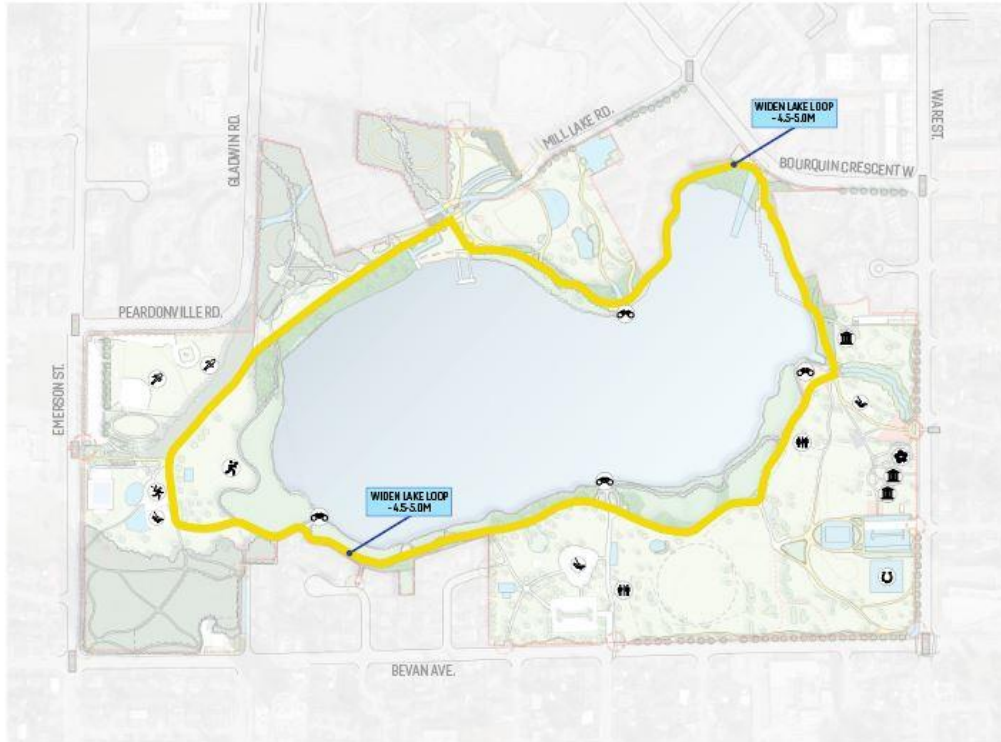 WIDEN LAKE LOOP
- 4.5-5.0M
MILL LAKE RD.
WARE ST.
GLADWIN RD.
BOURQUIN CRESCENT W
PEARDONVILLE RD.
EMERSON ST.
WIDEN LAKE LOOP
- 4.5-5.0M
BEVAN AVE.